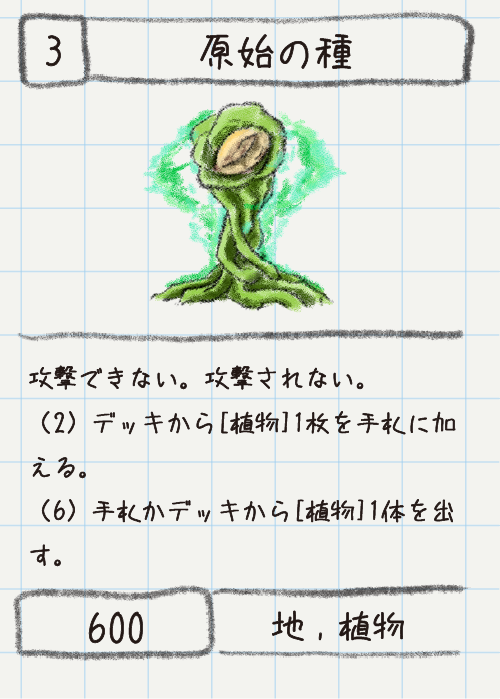 3
原始の種
攻撃できない。攻撃されない。
（2）デッキから[植物]1枚を手札に加
える。
（6）手札かデッキから[植物]1体を出
す。
600
地，植物